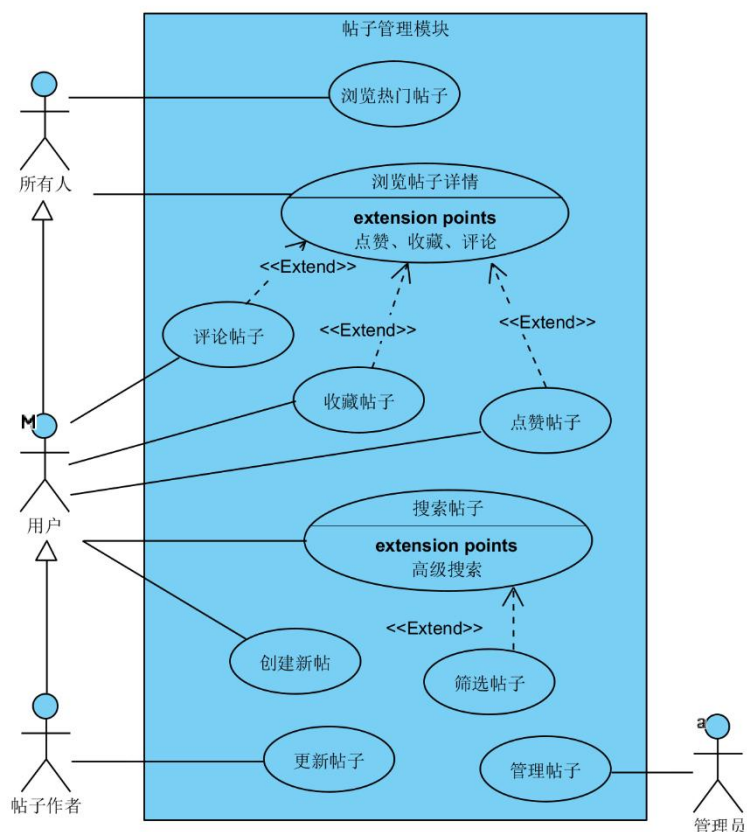 帖子管理模块
浏览热门帖子
所有人
浏览帖子详情
extension points
点赞、收藏、评论
<<Extend>>
<<Extend>>
<<Extend>>
评论帖子
收藏帖子
点赞帖子
M
用户
搜索帖子
extension points
高级搜索
<<Extend>>
创建新帖
筛选帖子
更新帖子
管理帖子
a
帖子作者
管理员